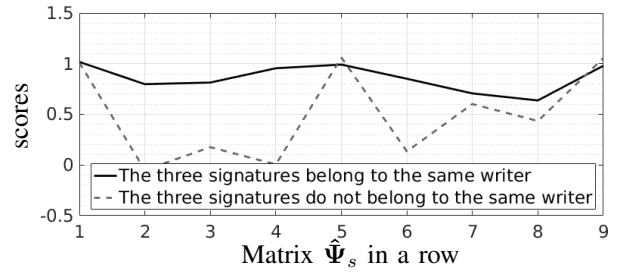 1.5
1
0.5
0
-0.5
scores
The three signatures belong to the same writer
The three signatures do not belong to the same writer
1 2 3 4 5 6 7 8 9
Matrix Ψ̂ₛ in a row